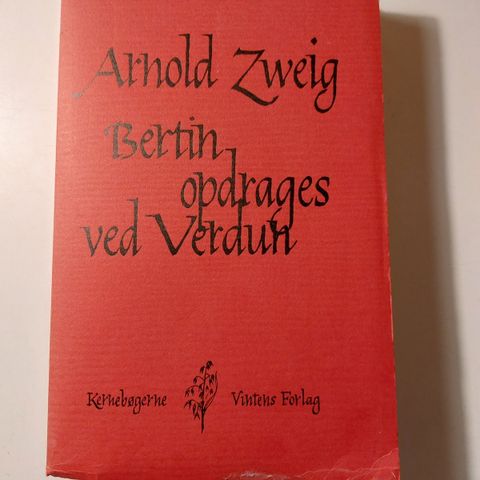 Arnold Zweig
Bertin
opdrages
ved Verdun
Kernebøgerne Vintens Forlag